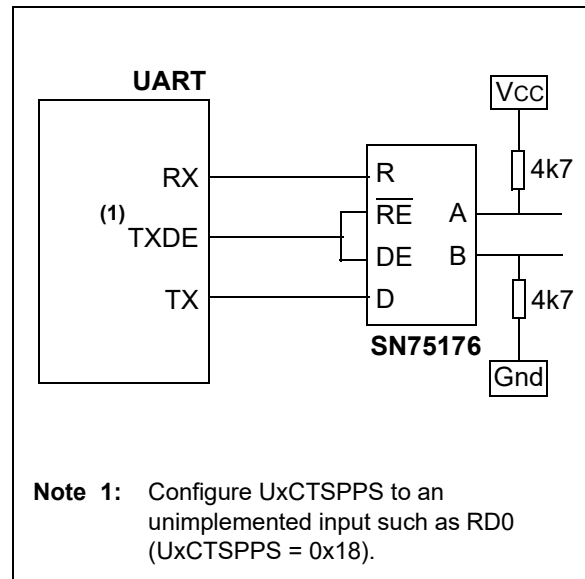 UART
VCC
RX
R
4k7
(1)
RE
A
TXDE
DE
B
TX
D
4k7
SN75176
Gnd
Note 1: Configure UxCTSPPS to an
unimplemented input such as RD0
(UxCTSPPS = 0x18).